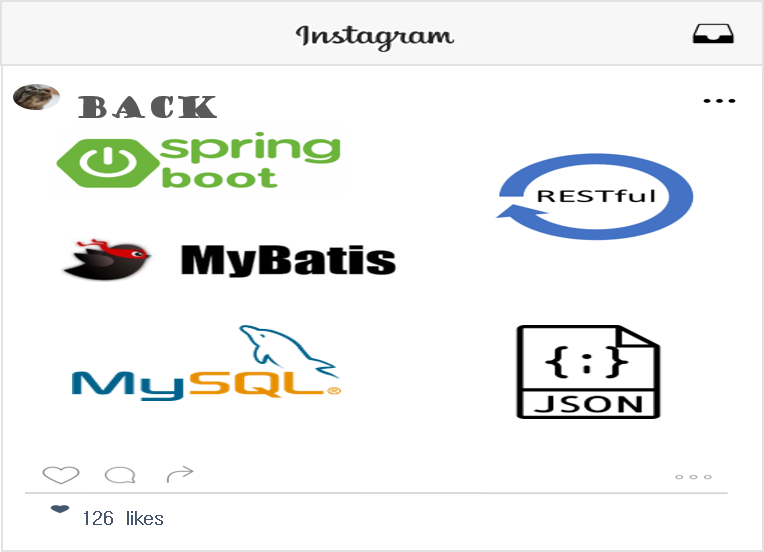 Instagram
BACK
spring
boot
RESTful
MyBatis
MySQL®
{;}
JSON
126 likes